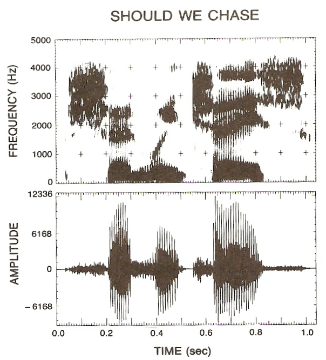 SHOULD WE CHASE
FREQUENCY (Hz)
5000
4000
3000
2000
1000
0
AMPLITUDE
12336
6168
0
-6168
0.0 0.2 0.4 0.6 0.8 1.0
TIME (sec)